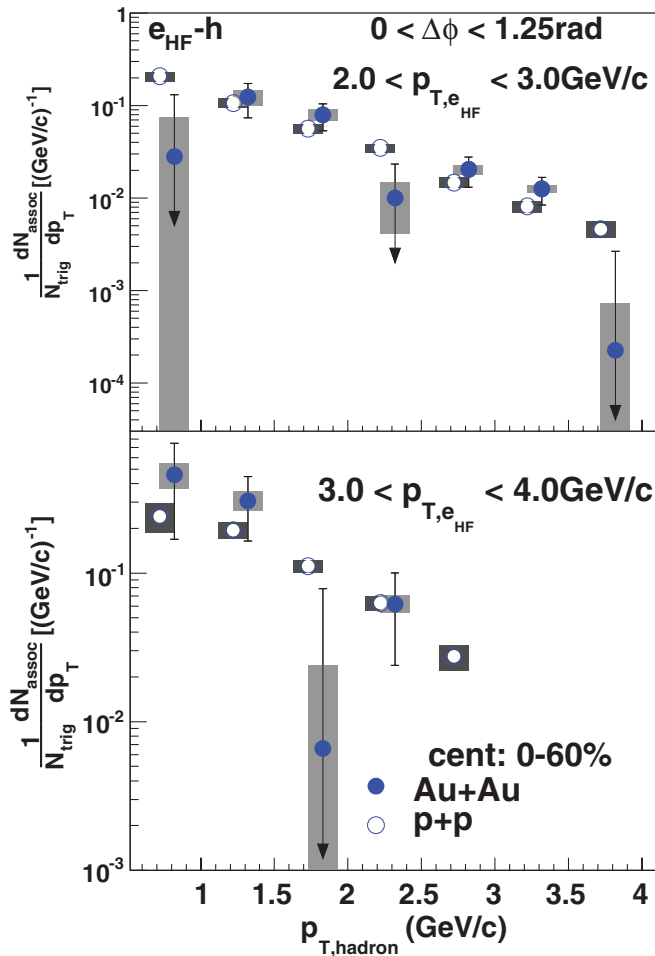 e_HF-h 0 < Δϕ < 1.25rad
2.0 < p_T,e_HF < 3.0GeV/c
1
10^-1
10^-2
10^-3
10^-4
1/N_trig dN_assoc/dp_T [(GeV/c)^-1]
3.0 < p_T,e_HF < 4.0GeV/c
10^-1
10^-2
10^-3
1/N_trig dN_assoc/dp_T [(GeV/c)^-1]
cent: 0-60%
Au+Au
p+p
1 1.5 2 2.5 3 3.5 4
p_T,hadron (GeV/c)